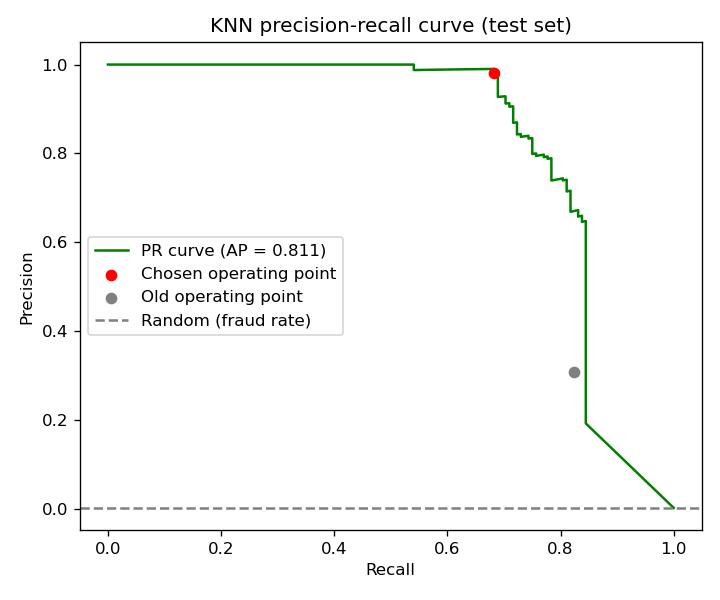 KNN precision-recall curve (test set)
1.0
0.8
0.6
0.4
0.2
0.0
Precision
PR curve (AP = 0.811)
Chosen operating point
Old operating point
Random (fraud rate)
0.0 0.2 0.4 0.6 0.8 1.0
Recall